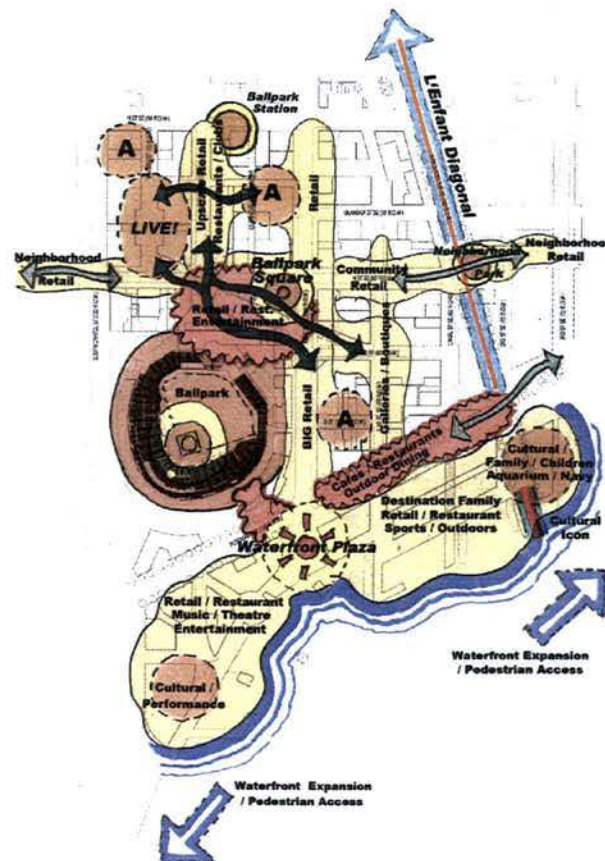 L'Enfant Diagonal
Ballpark
Station
A
Upscale Retail
Restaurants / Clubs
A
Retail
LIVE!
Neighborhood
Retail
Ballpark
Square
Community
Retail
Neighborhood
Park
Neighborhood
Retail
Retail / Rest.
Entertainment
Galleries / Boutiques
Ballpark
BIG Retail
A
Cafes / Restaurants
Outdoor Dining
Cultural /
Family / Children
Aquarium / Navy
Destination Family
Retail / Restaurant
Sports / Outdoors
Cultural
Icon
Waterfront Plaza
Retail / Restaurant
Music / Theatre
Entertainment
Waterfront Expansion
/ Pedestrian Access
Cultural /
Performance
Waterfront Expansion
/ Pedestrian Access